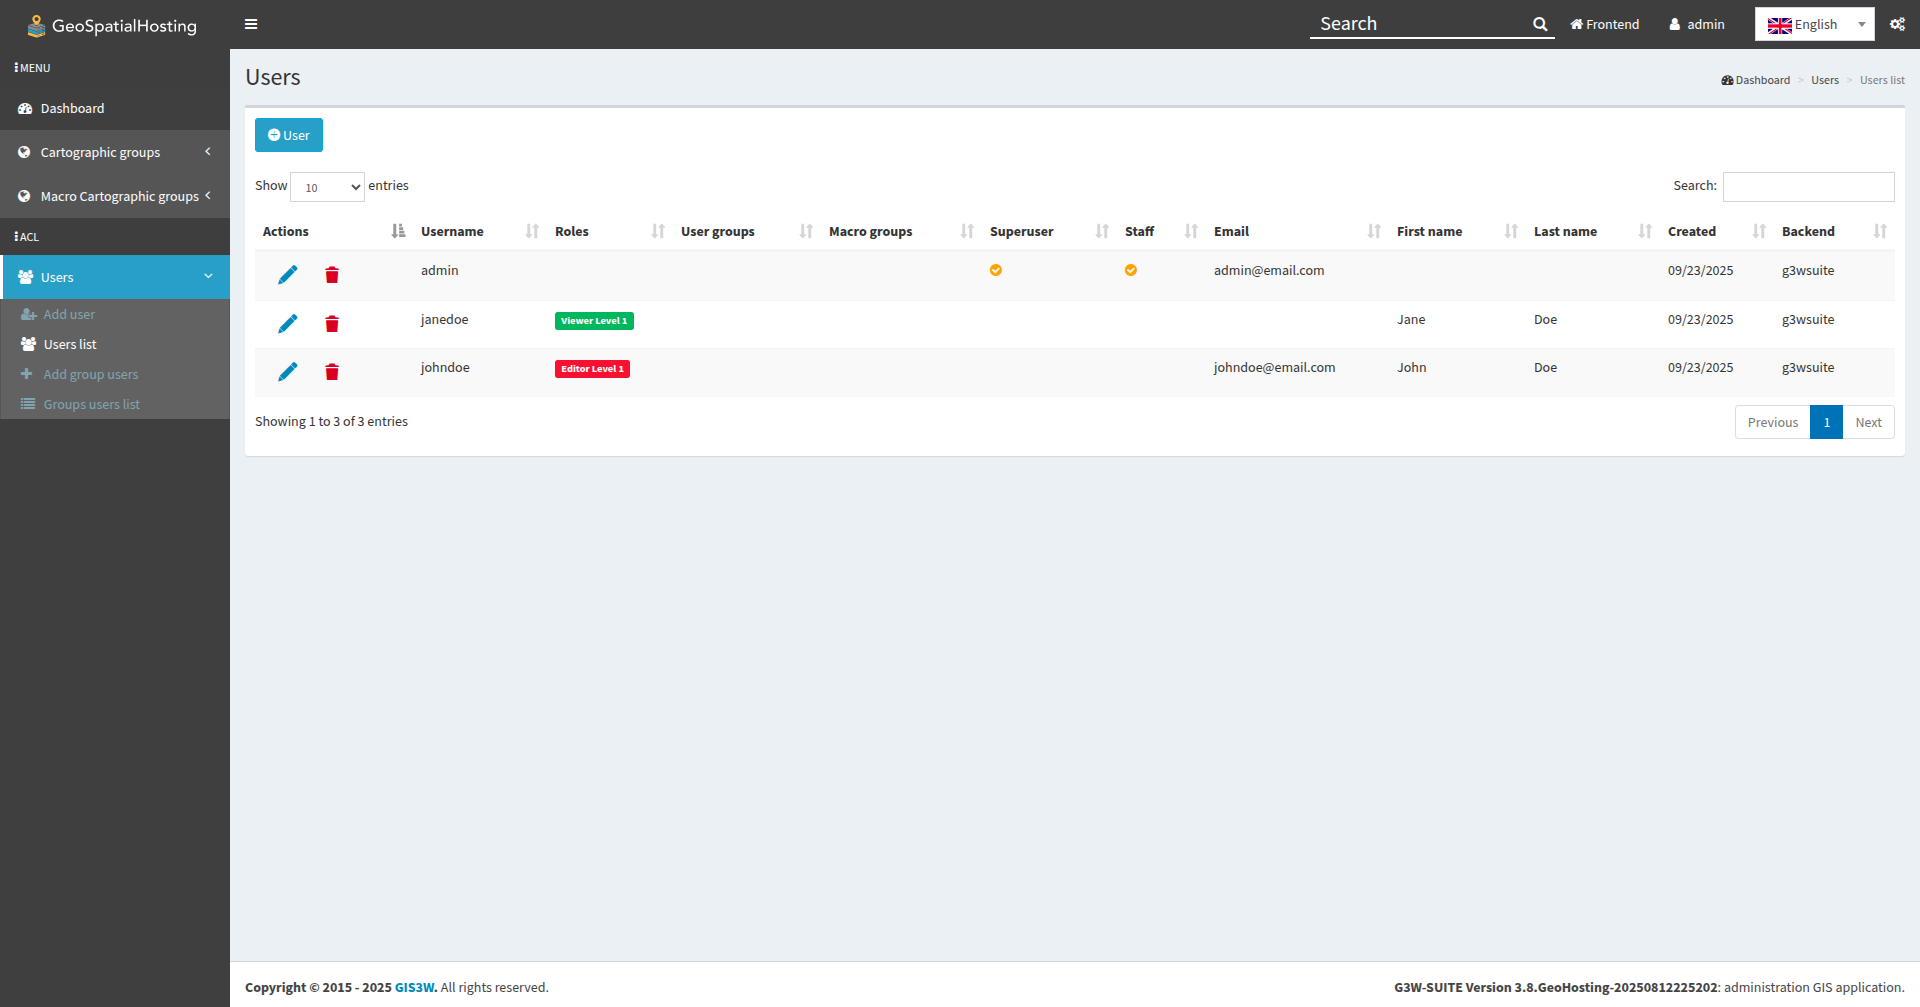 GeoSpatialHosting
Search
Frontend
admin
English
MENU
Dashboard
Cartographic groups
Macro Cartographic groups
ACL
Users
Add user
Users list
Add group users
Groups users list
Users
Dashboard > Users > Users list
User
Show 10 entries
Search:
Actions Username Roles User groups Macro groups Superuser Staff Email First name Last name Created Backend
admin admin@email.com 09/23/2025 g3wsuite
janedoe Viewer Level 1 Jane Doe 09/23/2025 g3wsuite
johndoe Editor Level 1 johndoe@email.com John Doe 09/23/2025 g3wsuite
Showing 1 to 3 of 3 entries
Previous 1 Next
Copyright © 2015 - 2025 GIS3W. All rights reserved.
G3W-SUITE Version 3.8.GeoHosting-20250812225202: administration GIS application.